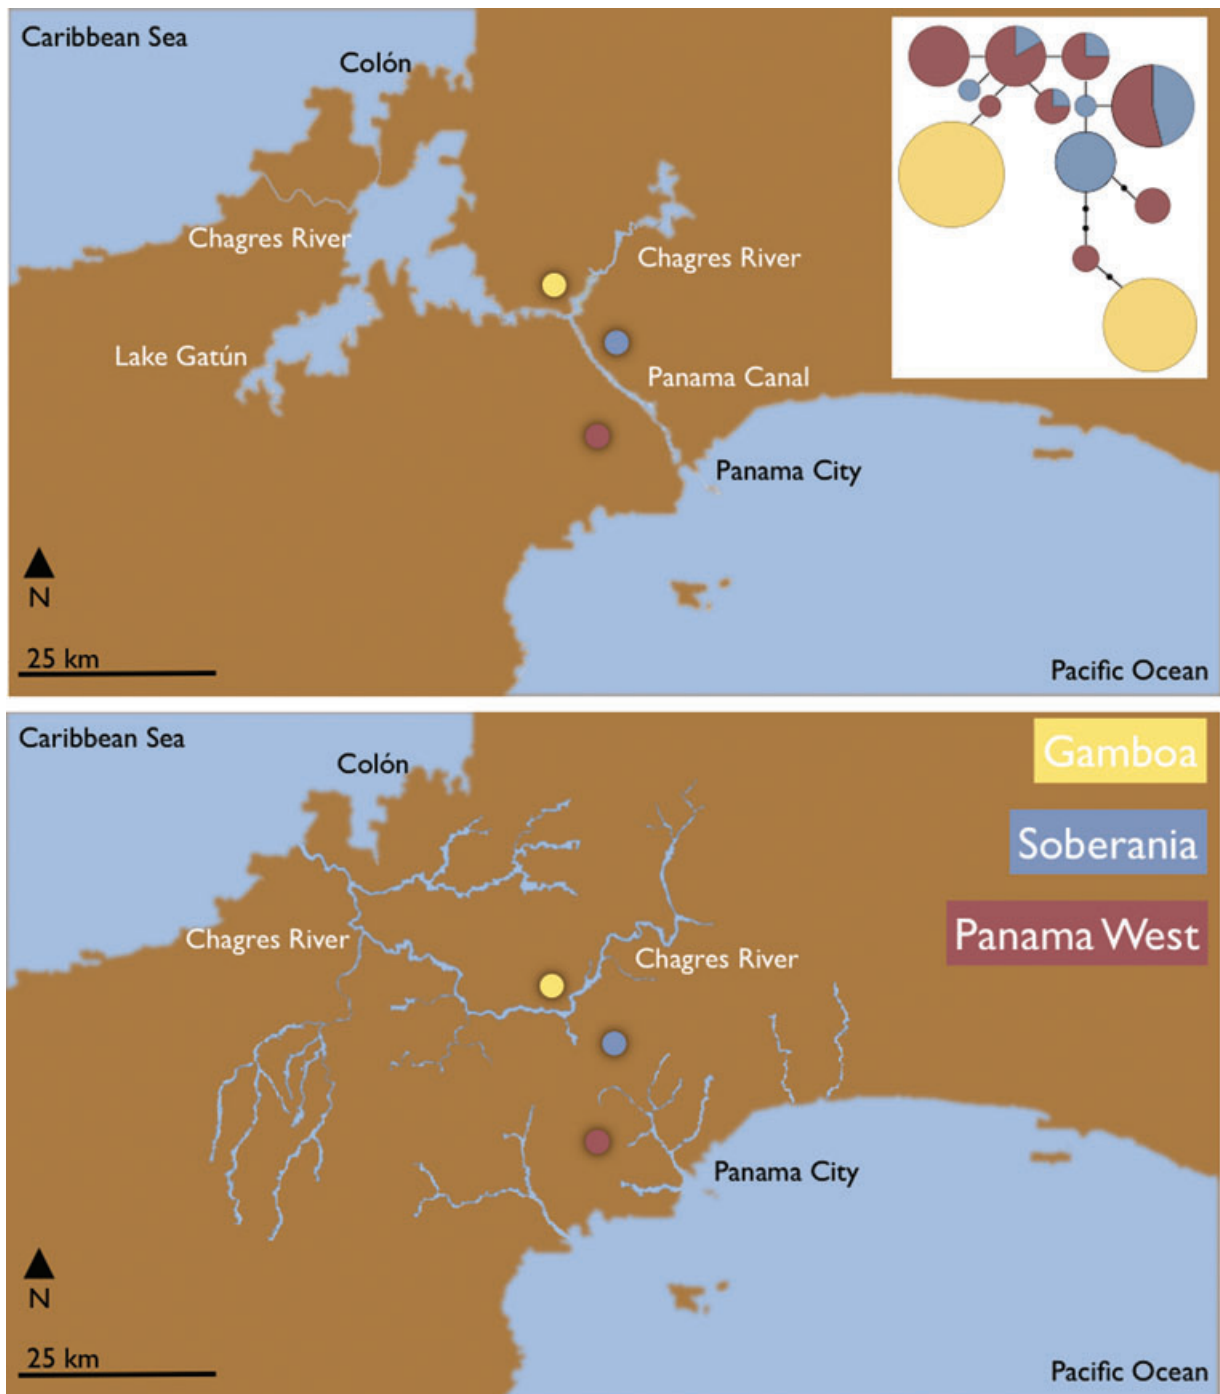 Caribbean Sea
Colón
Chagres River
Chagres River
Lake Gatún
Panama Canal
Panama City
N
25 km
Pacific Ocean
Caribbean Sea
Gamboa
Colón
Soberania
Chagres River
Panama West
Chagres River
Panama City
N
25 km
Pacific Ocean